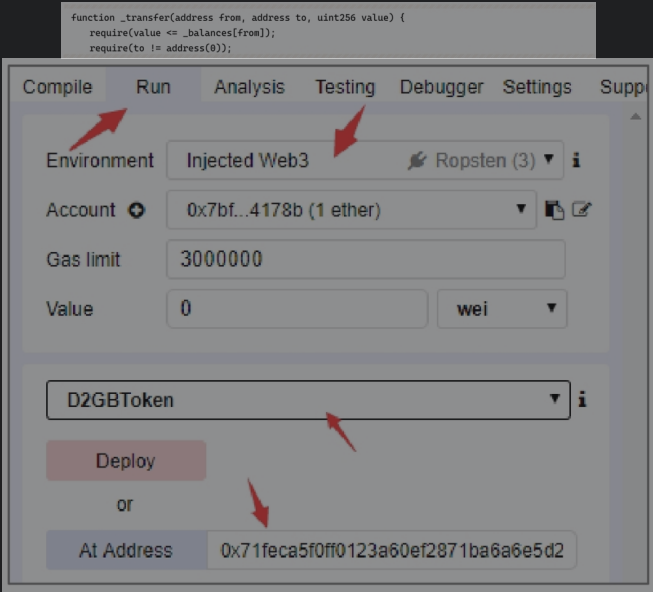 function _transfer(address from, address to, uint256 value) {
require(value <= _balances[from]);
require(to != address(0));
Compile Run Analysis Testing Debugger Settings Suppo
Environment Injected Web3 Ropsten (3) ▼ i
Account 0x7bf...4178b (1 ether) ▼
Gas limit 3000000
Value 0 wei ▼
D2GBToken ▼ i
Deploy
or
At Address 0x71feca5f0ff0123a60ef2871ba6a6e5d2